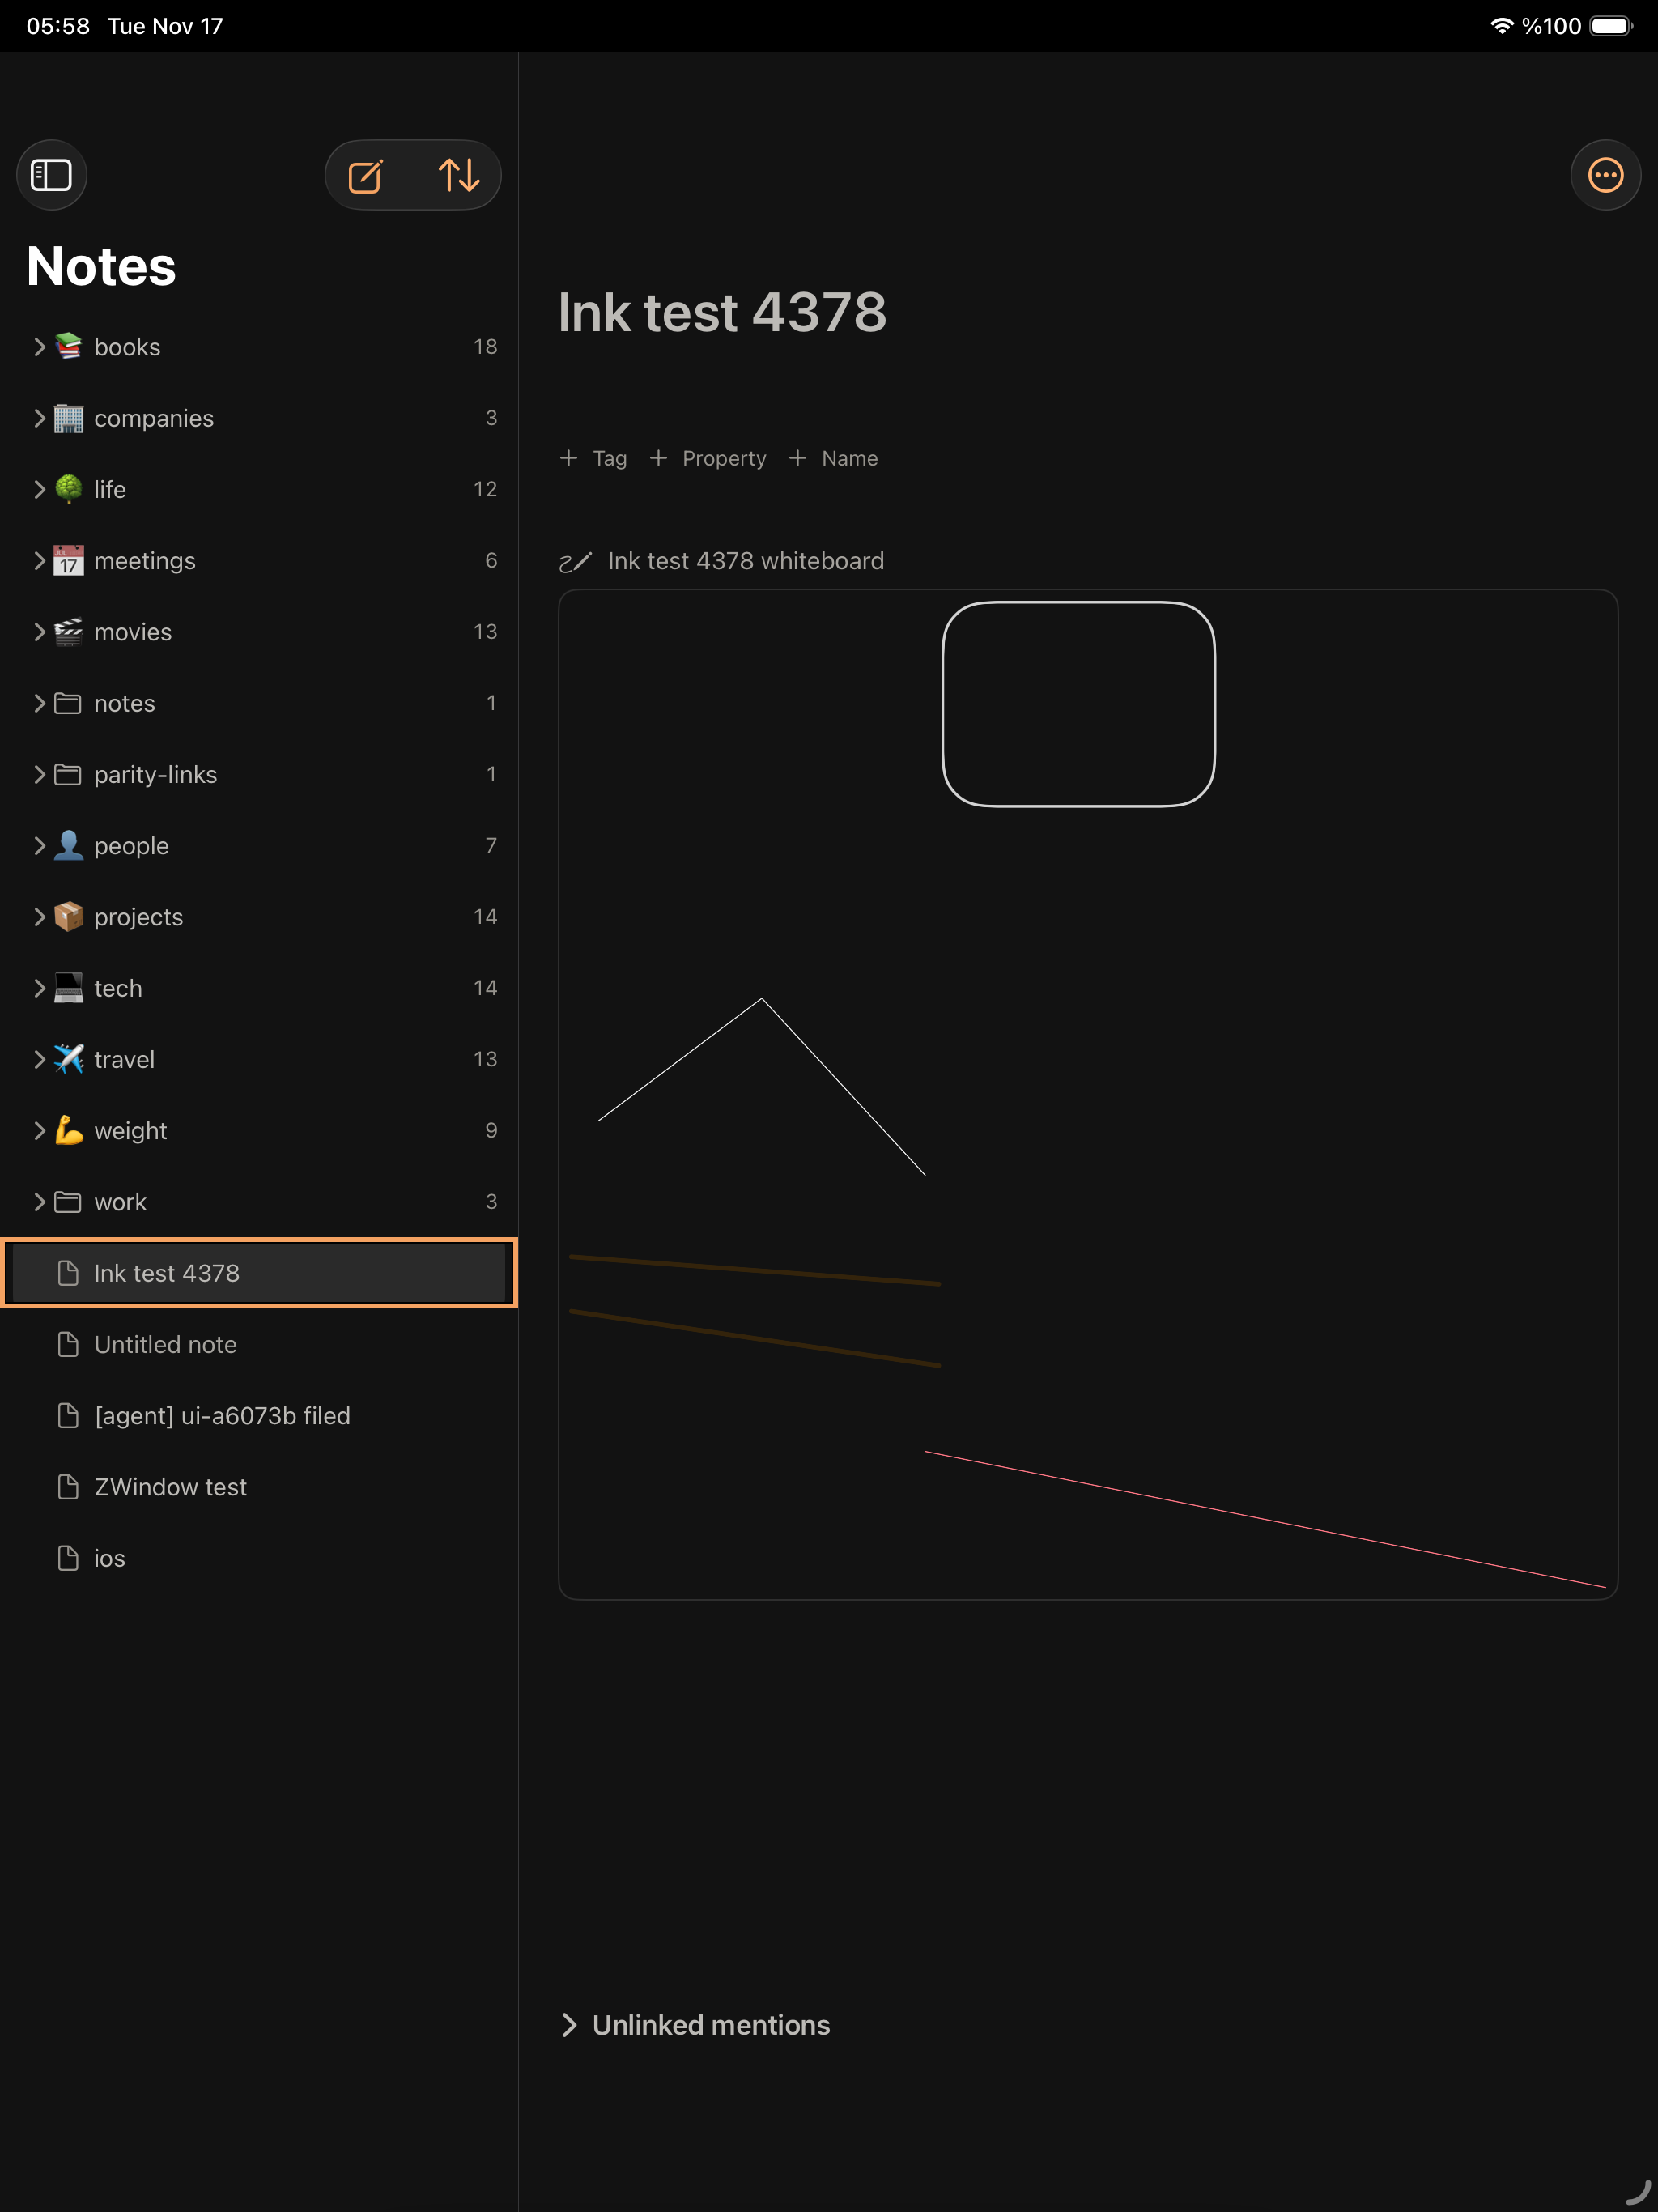 05:58 Tue Nov 17
%100
Notes
books 18
companies 3
life 12
JUL
17
meetings 6
movies 13
notes 1
parity-links 1
people 7
projects 14
tech 14
travel 13
weight 9
work 3
Ink test 4378
Untitled note
[agent] ui-a6073b filed
ZWindow test
ios
Ink test 4378
+ Tag + Property + Name
Ink test 4378 whiteboard
Unlinked mentions